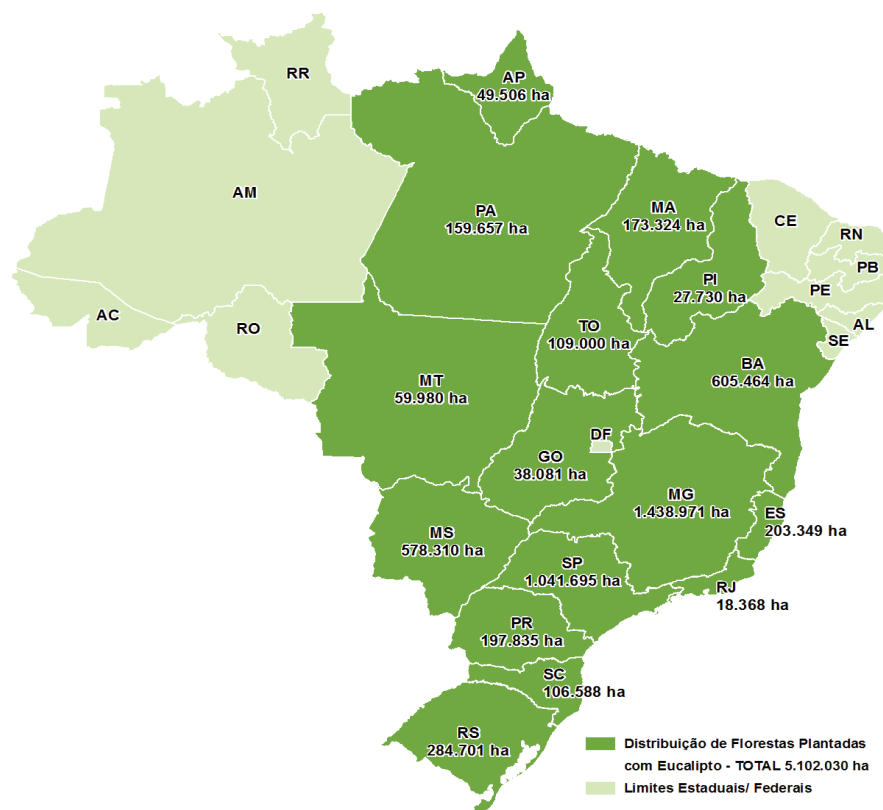 RR
AP
49.506 ha
AM
PA
159.657 ha
MA
173.324 ha
CE
RN
PB
PI
27.730 ha
PE
AL
SE
AC
RO
TO
109.000 ha
BA
605.464 ha
MT
59.980 ha
DF
GO
38.081 ha
MG
1.438.971 ha
ES
203.349 ha
MS
578.310 ha
SP
1.041.695 ha
RJ
18.368 ha
PR
197.835 ha
SC
106.588 ha
RS
284.701 ha
Distribuição de Florestas Plantadas
com Eucalipto - TOTAL 5.102.030 ha
Limites Estaduais/ Federais